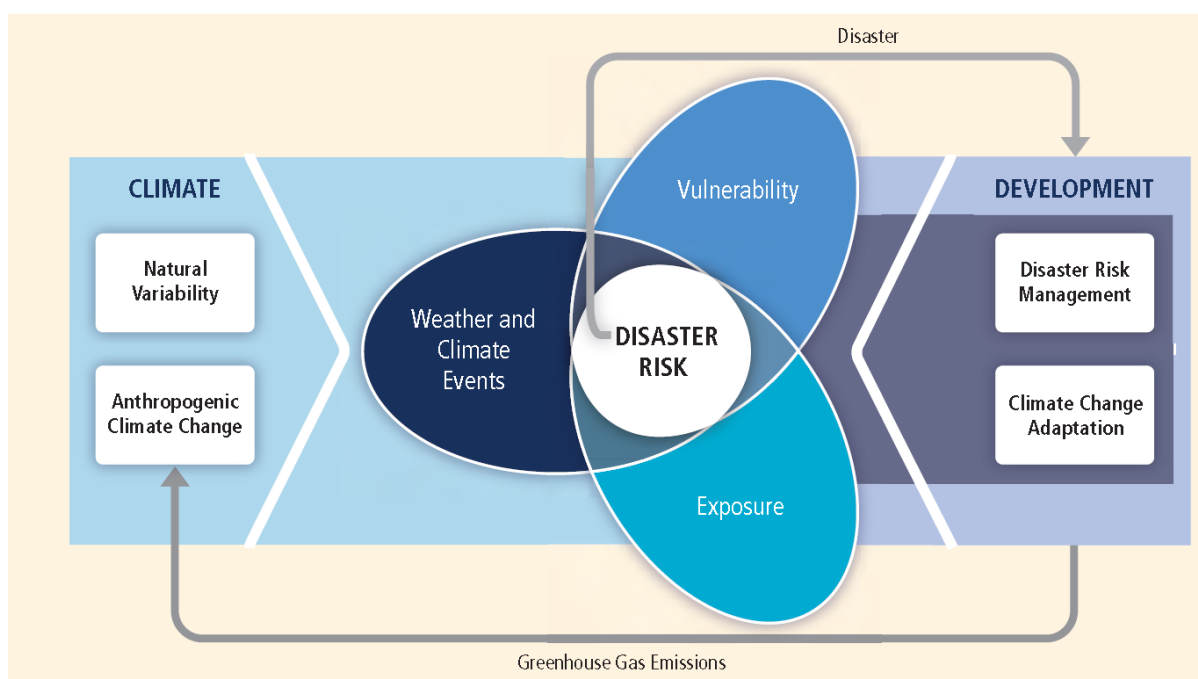 Disaster
CLIMATE
Natural
Variability
Anthropogenic
Climate Change
Weather and
Climate
Events
Vulnerability
DISASTER
RISK
Exposure
DEVELOPMENT
Disaster Risk
Management
Climate Change
Adaptation
Greenhouse Gas Emissions